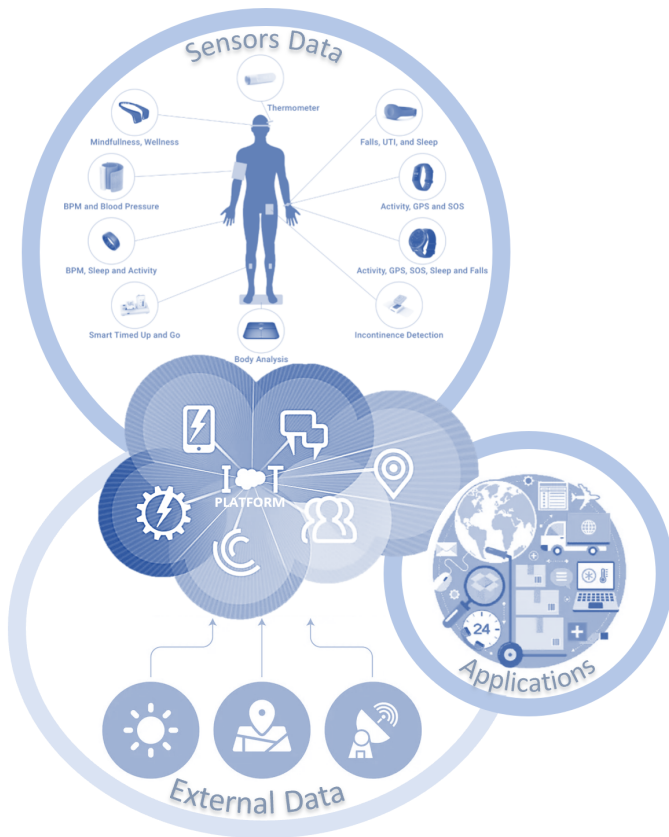 Sensors Data
Thermometer
Mindfullness, Wellness
Falls, UTI, and Sleep
BPM and Blood Pressure
Activity, GPS and SOS
BPM, Sleep and Activity
Activity, GPS, SOS, Sleep and Falls
Smart Timed Up and Go
Incontinence Detection
Body Analysis
I T
PLATFORM
24
Applications
External Data